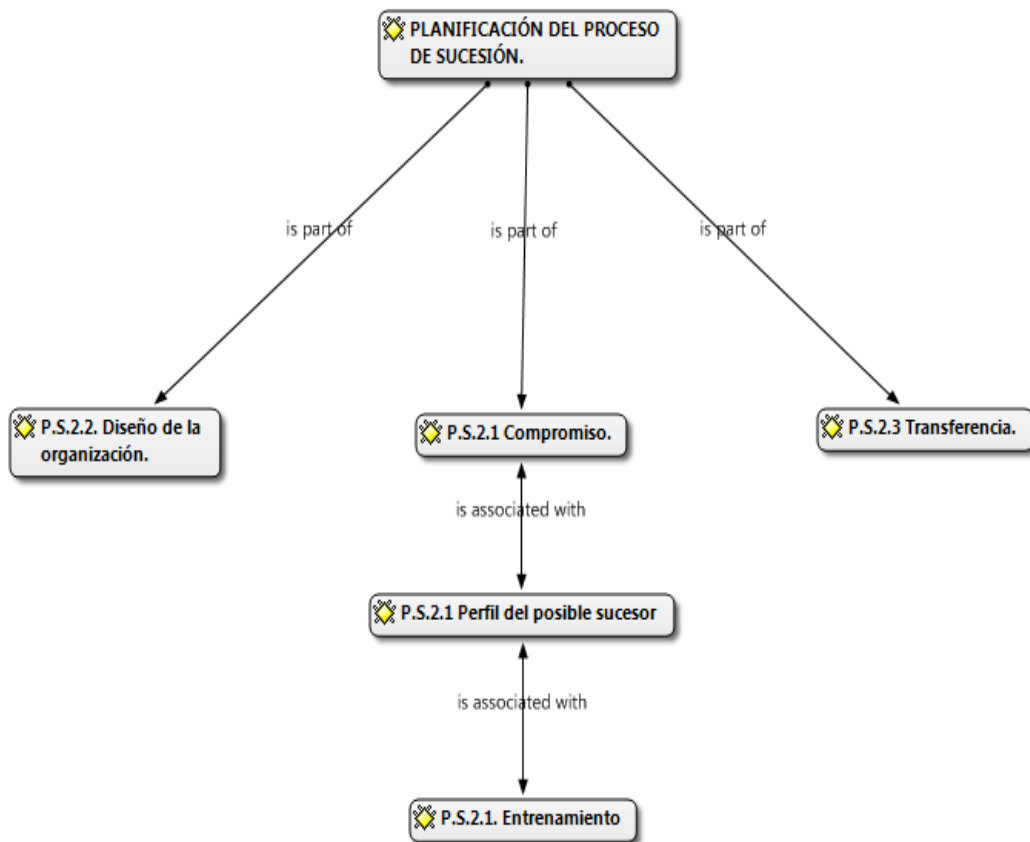 PLANIFICACIÓN DEL PROCESO
DE SUCESIÓN.
is part of
is part of
is part of
P.S.2.2. Diseño de la
organización.
P.S.2.1 Compromiso.
P.S.2.3 Transferencia.
is associated with
P.S.2.1 Perfil del posible sucesor
is associated with
P.S.2.1. Entrenamiento